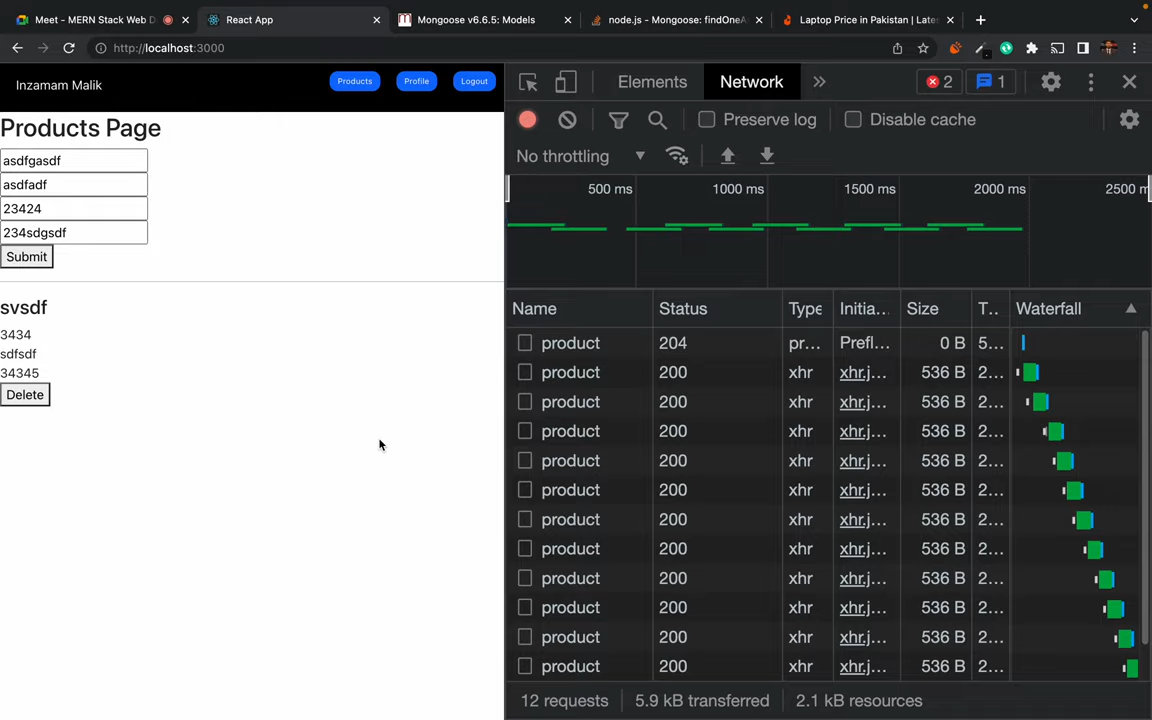 Meet - MERN Stack Web D
React App
Mongoose v6.6.5: Models
node.js - Mongoose: findOneA
Laptop Price in Pakistan | Lates
http://localhost:3000
Inzamam Malik
Products
Profile
Logout
Elements
Network
2
1
Preserve log
Disable cache
No throttling
Products Page
asdfgasdf
asdfadf
23424
234sdgsdf
Submit
svsdf
3434
sdfsdf
34345
Delete
500 ms
1000 ms
1500 ms
2000 ms
2500 m
Name Status Type Initia... Size T.. Waterfall
product 204 pr... Prefl... 0 B 5...
product 200 xhr xhr.j... 536 B 2...
product 200 xhr xhr.j... 536 B 2...
product 200 xhr xhr.j... 536 B 2...
product 200 xhr xhr.j... 536 B 2...
product 200 xhr xhr.j... 536 B 2...
product 200 xhr xhr.j... 536 B 2...
product 200 xhr xhr.j... 536 B 2...
product 200 xhr xhr.j... 536 B 2...
product 200 xhr xhr.j... 536 B 2...
product 200 xhr xhr.j... 536 B 2...
product 200 xhr xhr.j... 536 B 2...
12 requests 5.9 kB transferred 2.1 kB resources